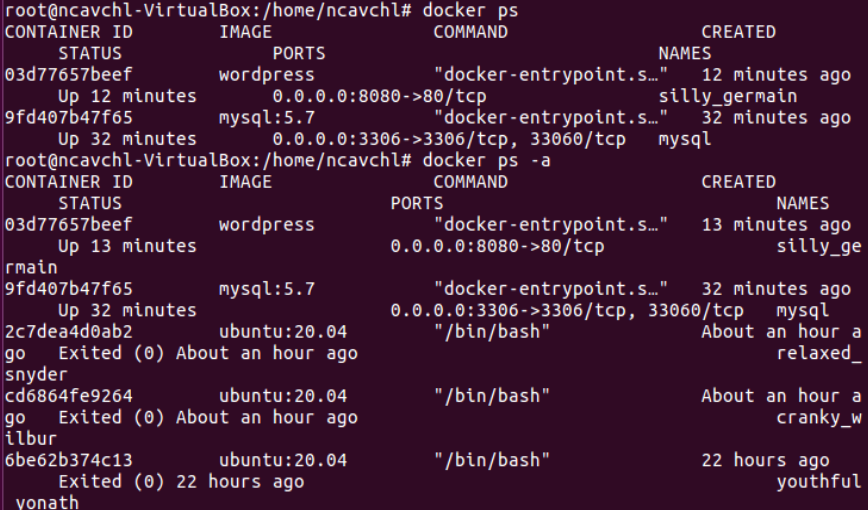 root@ncavchl-VirtualBox:/home/ncavchl# docker ps
CONTAINER ID        IMAGE               COMMAND                  CREATED
     STATUS              PORTS                               NAMES
03d77657beef        wordpress           "docker-entrypoint.s…"   12 minutes ago
     Up 12 minutes       0.0.0.0:8080->80/tcp                silly_germain
9fd407b47f65        mysql:5.7           "docker-entrypoint.s…"   32 minutes ago
     Up 32 minutes       0.0.0.0:3306->3306/tcp, 33060/tcp   mysql
root@ncavchl-VirtualBox:/home/ncavchl# docker ps -a
CONTAINER ID        IMAGE               COMMAND                  CREATED
     STATUS                         PORTS                               NAMES
03d77657beef        wordpress           "docker-entrypoint.s…"   13 minutes ago
     Up 13 minutes                  0.0.0.0:8080->80/tcp                silly_ge
rmain
9fd407b47f65        mysql:5.7           "docker-entrypoint.s…"   32 minutes ago
     Up 32 minutes                  0.0.0.0:3306->3306/tcp, 33060/tcp   mysql
2c7dea4d0ab2        ubuntu:20.04        "/bin/bash"              About an hour a
go   Exited (0) About an hour ago                                       relaxed_
snyder
cd6864fe9264        ubuntu:20.04        "/bin/bash"              About an hour a
go   Exited (0) About an hour ago                                       cranky_w
ilbur
6be62b374c13        ubuntu:20.04        "/bin/bash"              22 hours ago
     Exited (0) 22 hours ago                                            youthful
_yonath